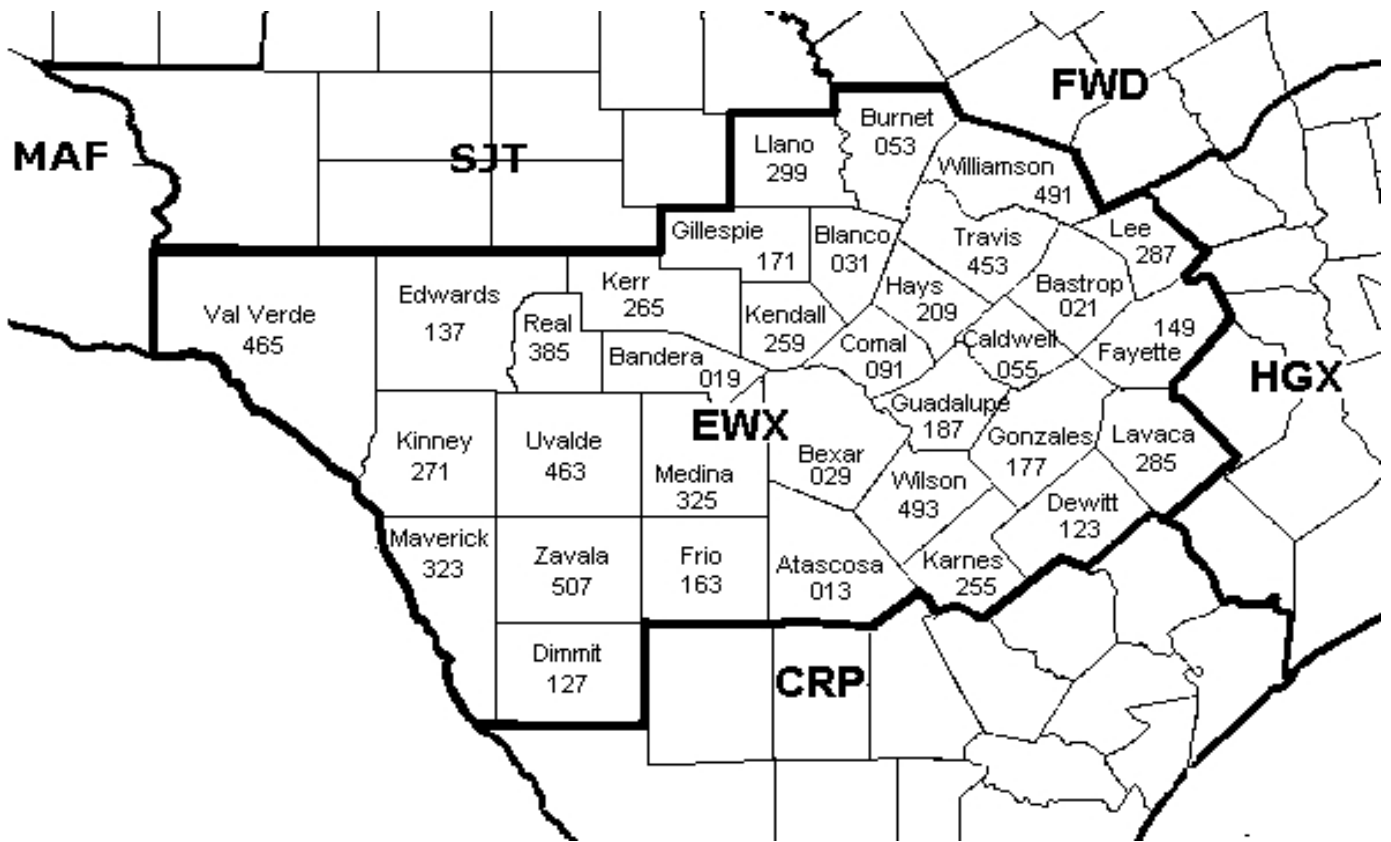 FWD
MAF
SJT
Burnet
053
Llano
299
Williamson
491
Gillespie
171
Blanco
031
Travis
453
Lee
287
Val Verde
465
Edwards
137
Real
385
Kerr
265
Kendall
259
Hays
209
Bastrop
021
Bandera
019
Comal
091
Caldwell
055
149
Fayette
HGX
EWX
Kinney
271
Uvalde
463
Medina
325
Bexar
029
Guadalupe
187
Gonzales
177
Lavaca
285
Wilson
493
Dewitt
123
Maverick
323
Zavala
507
Frio
163
Atascosa
013
Karnes
255
Dimmit
127
CRP